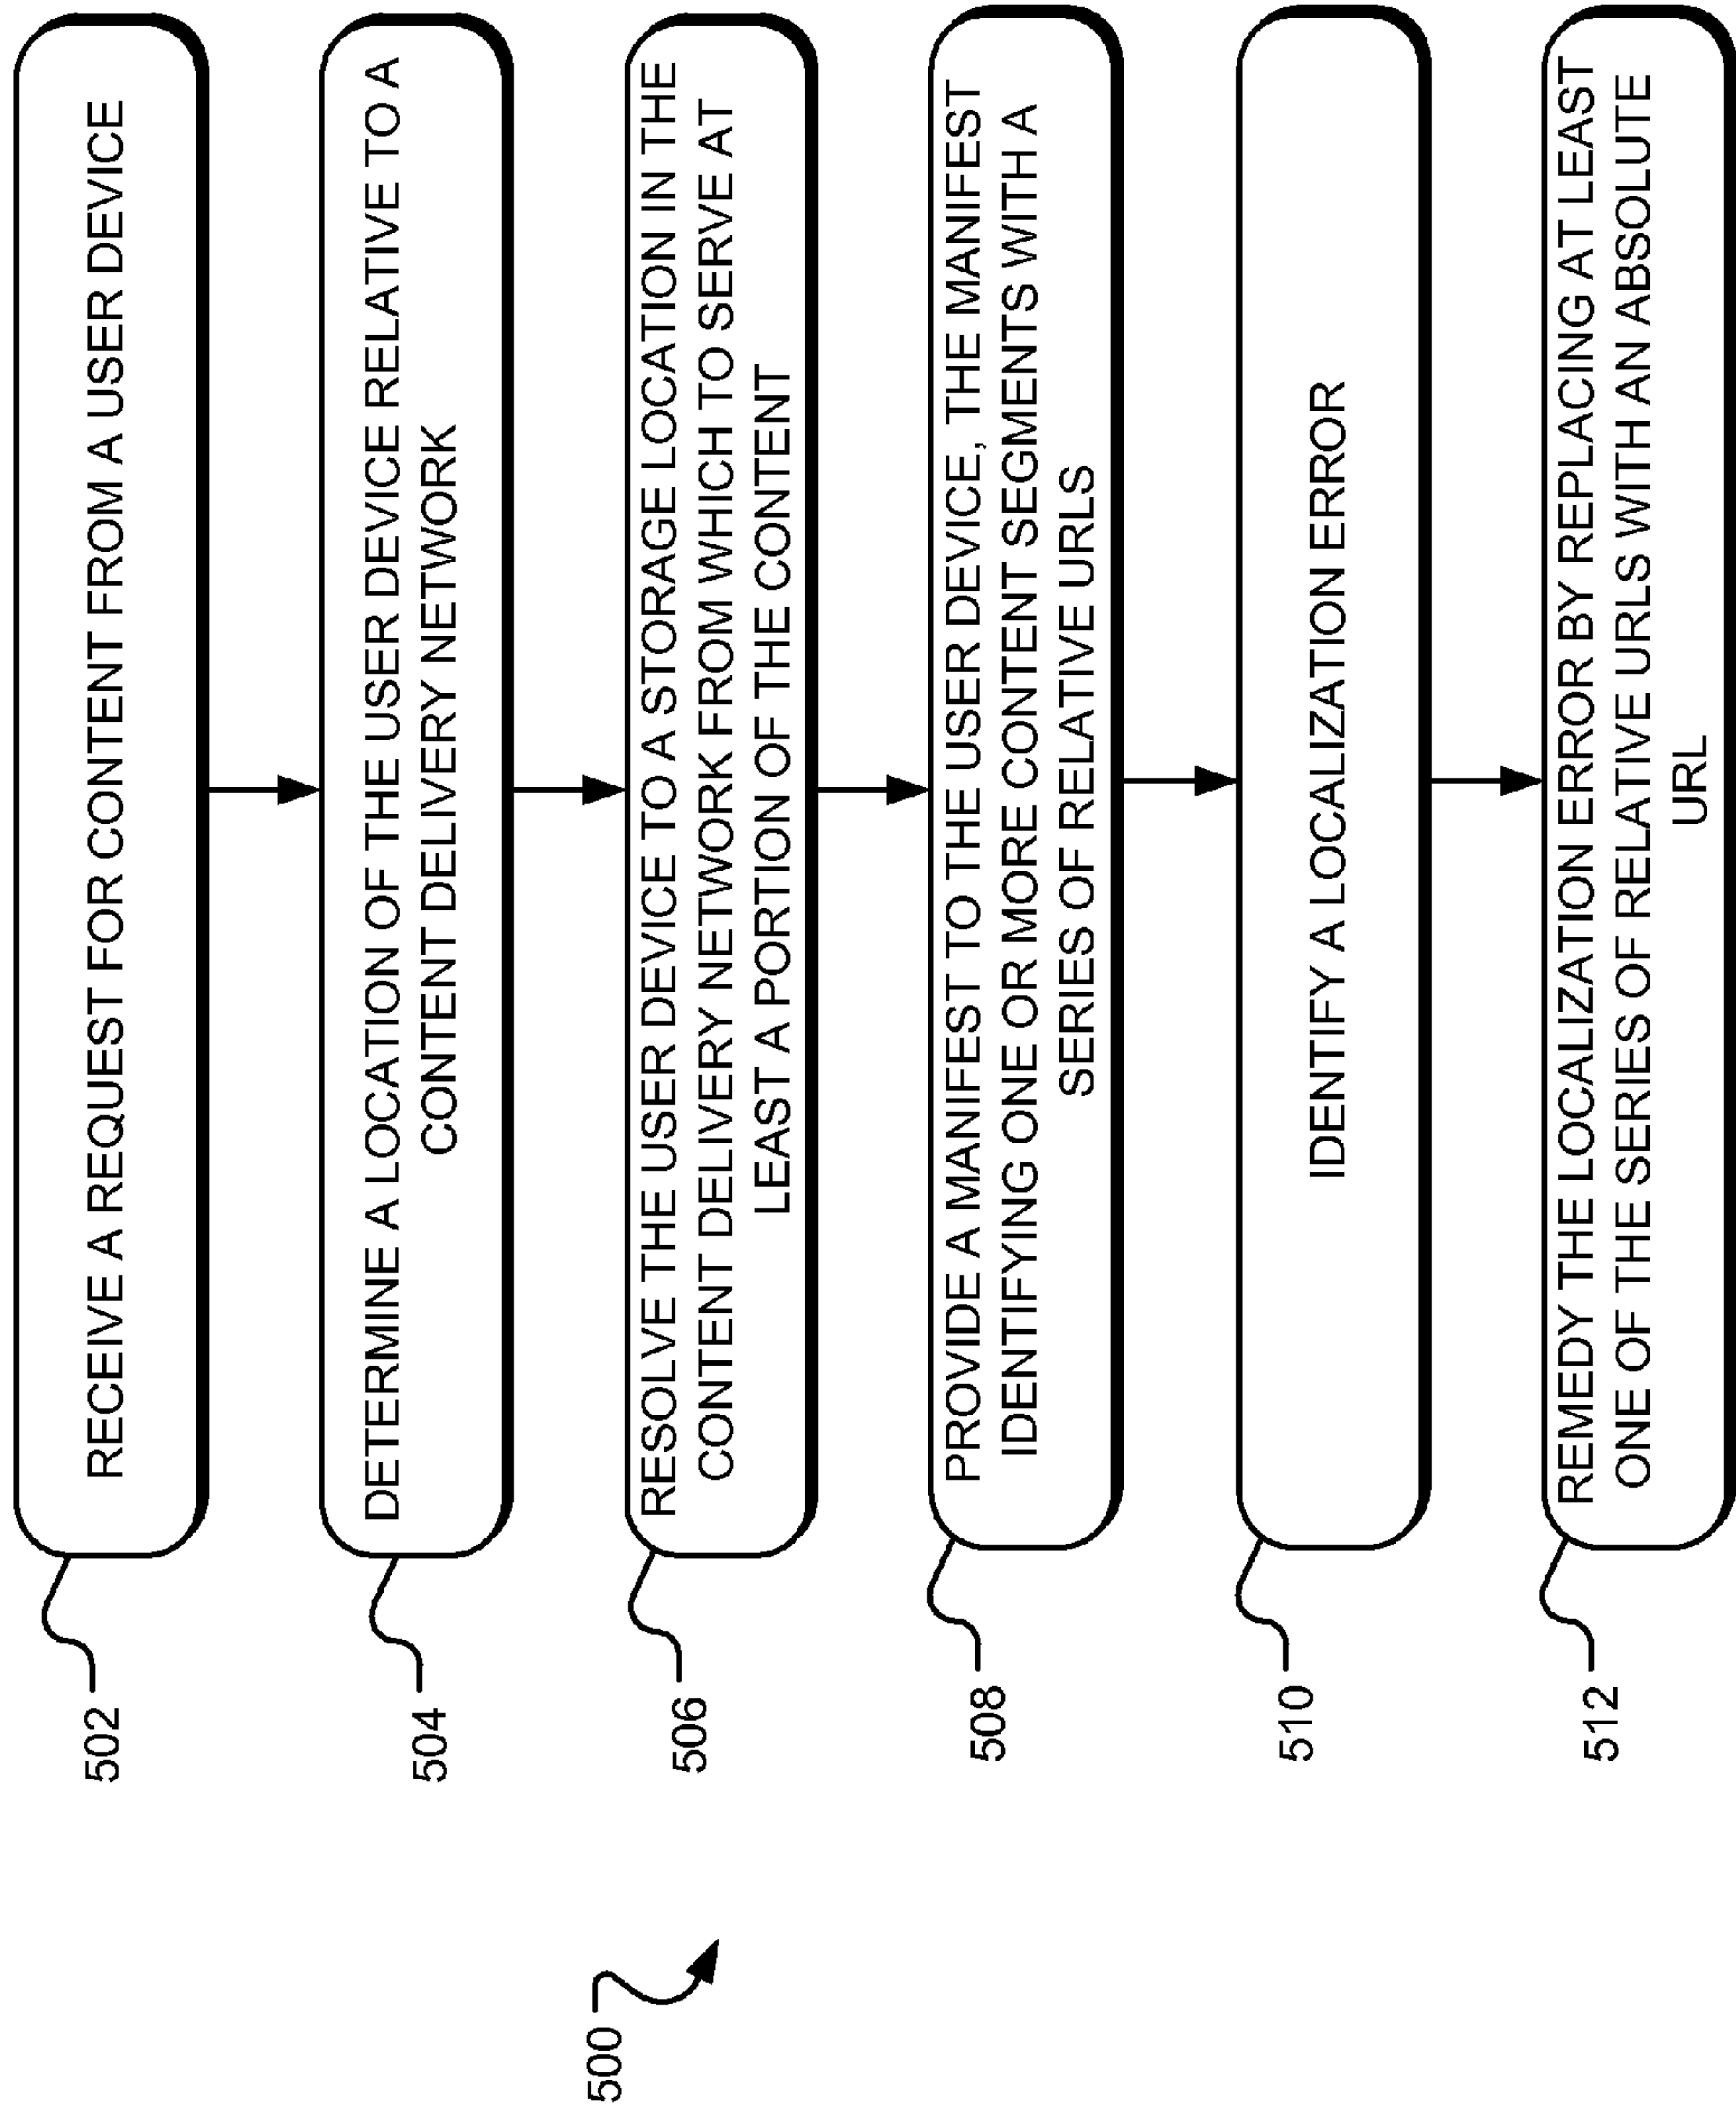 500
502
RECEIVE A REQUEST FOR CONTENT FROM A USER DEVICE
504
DETERMINE A LOCATION OF THE USER DEVICE RELATIVE TO A
CONTENT DELIVERY NETWORK
506
RESOLVE THE USER DEVICE TO A STORAGE LOCATION IN THE
CONTENT DELIVERY NETWORK FROM WHICH TO SERVE AT
LEAST A PORTION OF THE CONTENT
508
PROVIDE A MANIFEST TO THE USER DEVICE, THE MANIFEST
IDENTIFYING ONE OR MORE CONTENT SEGMENTS WITH A
SERIES OF RELATIVE URLS
510
IDENTIFY A LOCALIZATION ERROR
512
REMEDY THE LOCALIZATION ERROR BY REPLACING AT LEAST
ONE OF THE SERIES OF RELATIVE URLS WITH AN ABSOLUTE
URL